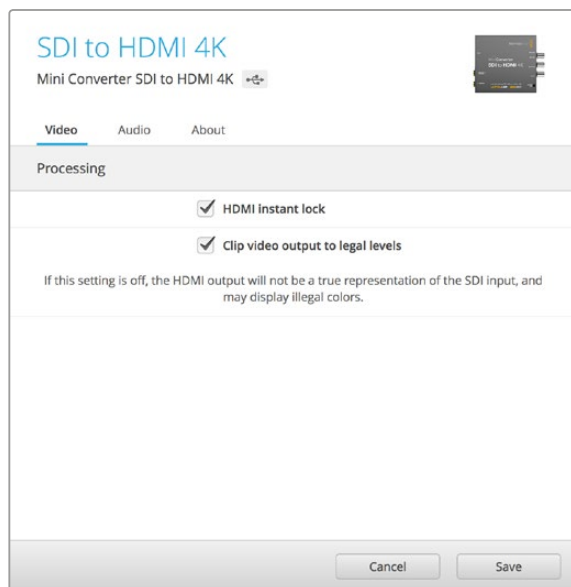 SDI to HDMI 4K
Mini Converter SDI to HDMI 4K
Video Audio About
Processing
HDMI instant lock
Clip video output to legal levels
If this setting is off, the HDMI output will not be a true representation of the SDI input, and
may display illegal colors.
Cancel Save